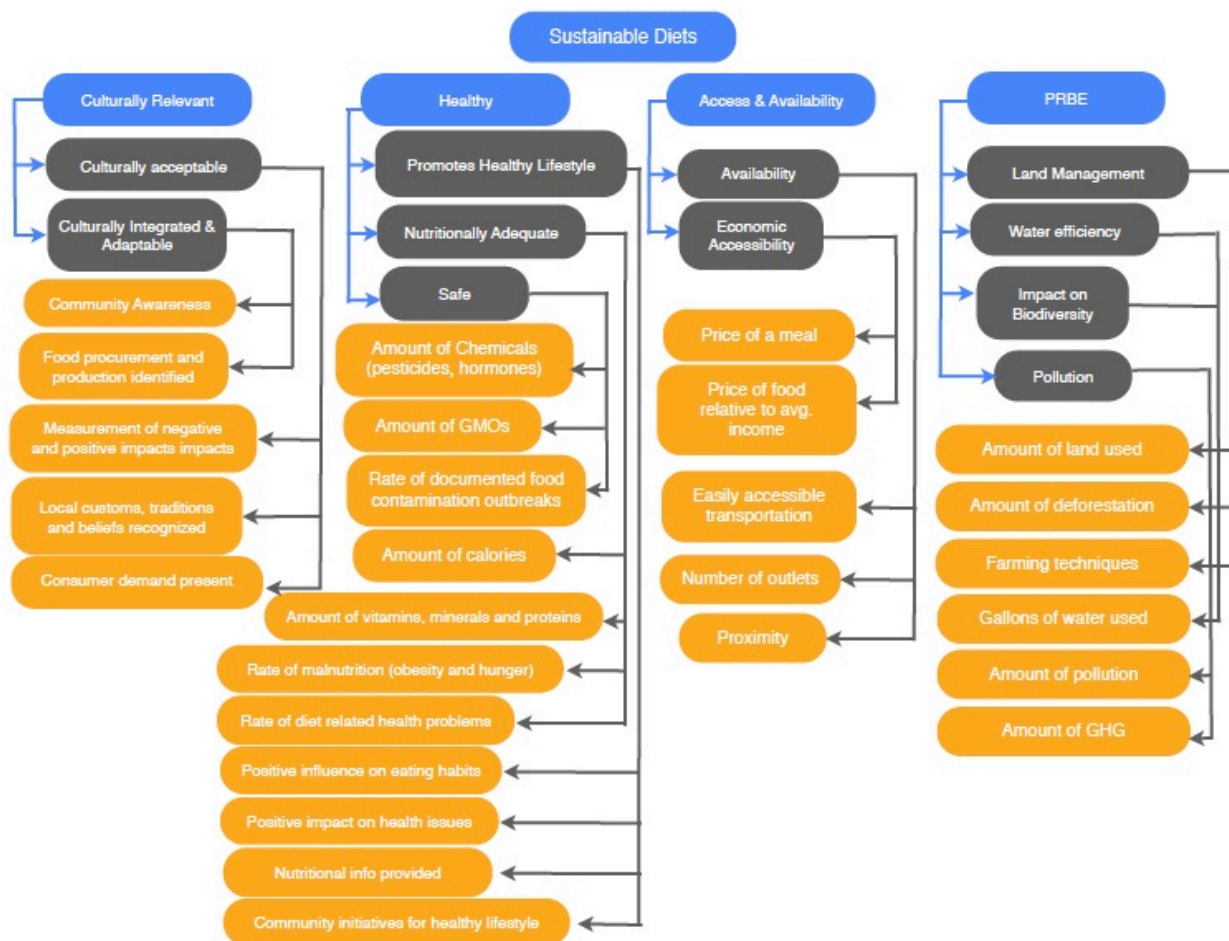 Sustainable Diets
Culturally Relevant
Culturally acceptable
Culturally Integrated &
Adaptable
Community Awareness
Food procurement and
production identified
Measurement of negative
and positive impacts impacts
Local customs, traditions
and beliefs recognized
Consumer demand present
Healthy
Promotes Healthy Lifestyle
Nutritionally Adequate
Safe
Amount of Chemicals
(pesticides, hormones)
Amount of GMOs
Rate of documented food
contamination outbreaks
Amount of calories
Amount of vitamins, minerals and proteins
Rate of malnutrition (obesity and hunger)
Rate of diet related health problems
Positive influence on eating habits
Positive impact on health issues
Nutritional info provided
Community initiatives for healthy lifestyle
Access & Availability
Availability
Economic
Accessibility
Price of a meal
Price of food
relative to avg.
income
Easily accessible
transportation
Number of outlets
Proximity
PRBE
Land Management
Water efficiency
Impact on
Biodiversity
Pollution
Amount of land used
Amount of deforestation
Farming techniques
Gallons of water used
Amount of pollution
Amount of GHG